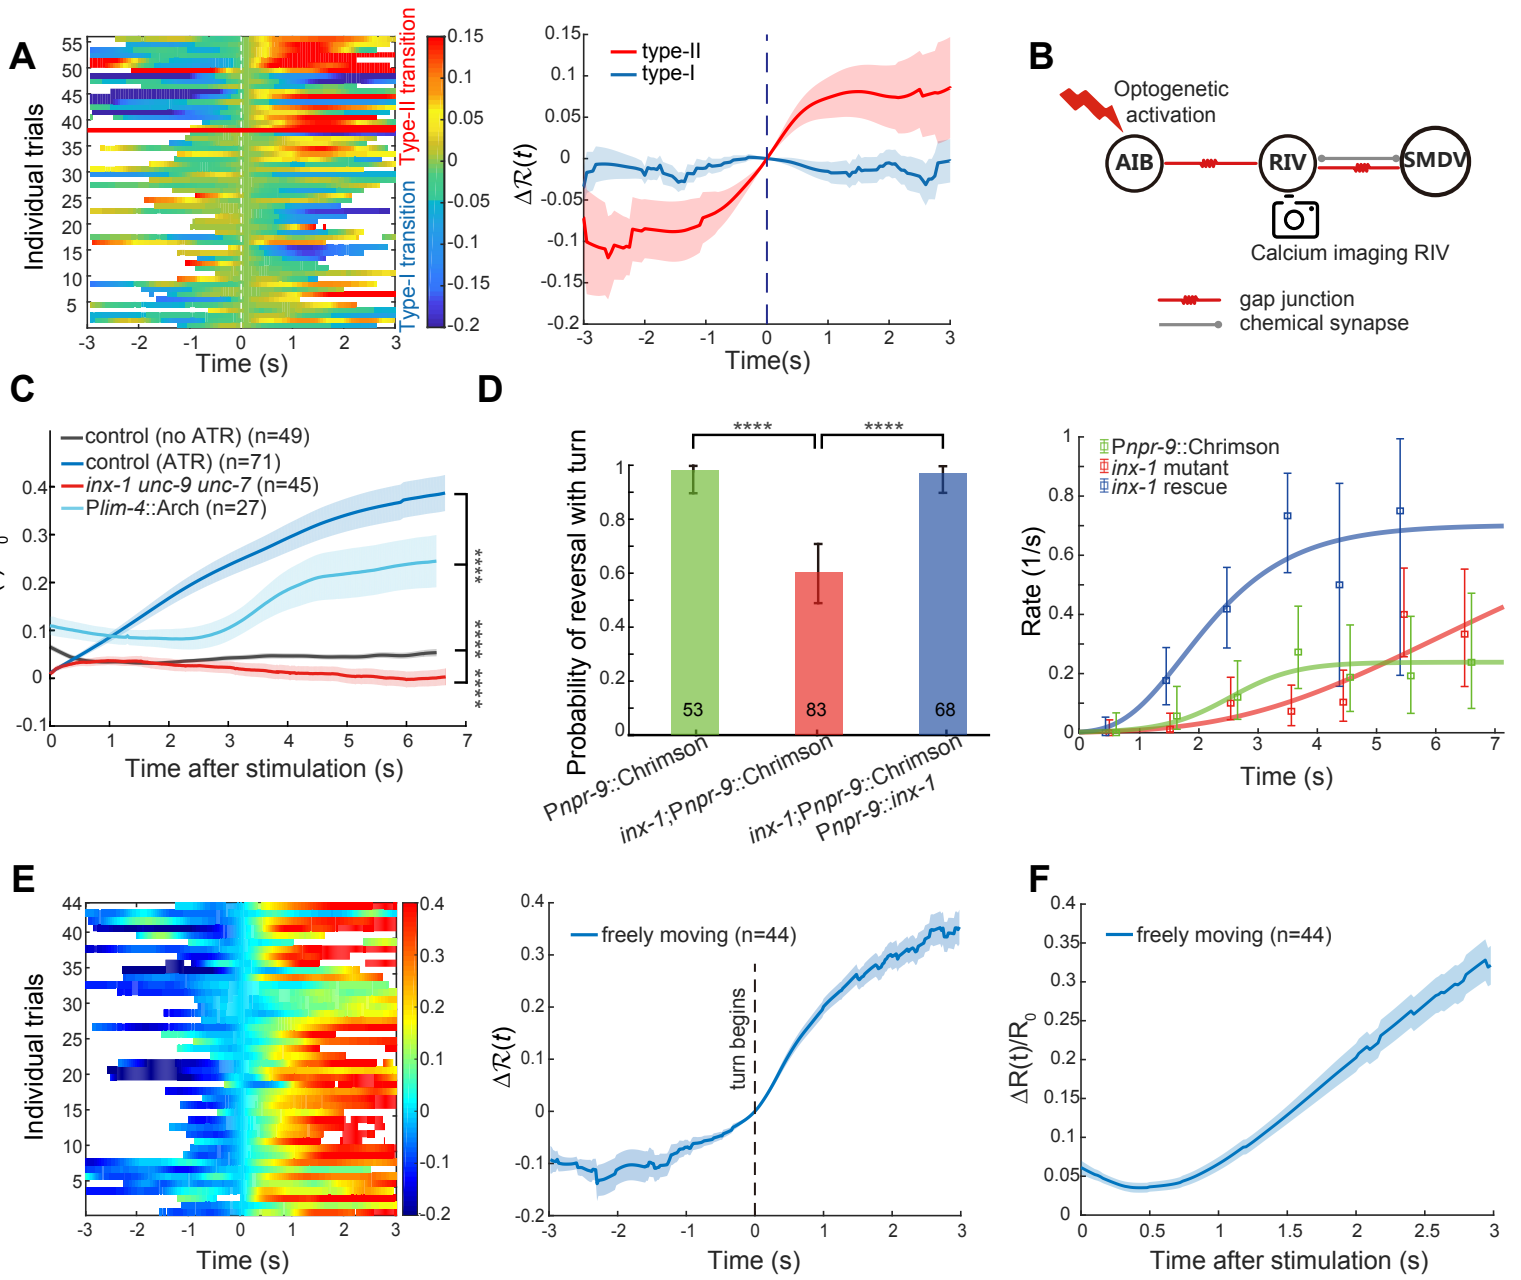 A
Individual trials
55
50
45
40
35
30
25
20
15
10
5
-3
-2
-1
0
1
2
3
Time (s)
0.15
0.1
0.05
0
-0.05
-0.1
-0.15
-0.2
Type-II transition
Type-I transition
ΔR(t)
0.15
0.1
0.05
0
-0.05
-0.1
-0.15
-0.2
type-II
type-I
-3
-2
-1
0
1
2
3
Time(s)
B
Optogenetic
activation
AIB
RIV
SMDV
Calcium imaging RIV
gap junction
chemical synapse
C
control (no ATR) (n=49)
control (ATR) (n=71)
inx-1 unc-9 unc-7 (n=45)
Plim-4::Arch (n=27)
0.4
0.3
0.2
0.1
0
-0.1
0
1
2
3
4
5
6
7
Time after stimulation (s)
****
****
****
D
Probability of reversal with turn
1
0.8
0.6
0.4
0.2
0
****
****
53
83
68
Pnpr-9::Chrimson
inx-1;Pnpr-9::Chrimson
inx-1;Pnpr-9::Chrimson
Pnpr-9::inx-1
Rate (1/s)
1
0.8
0.6
0.4
0.2
0
Pnpr-9::Chrimson
inx-1 mutant
inx-1 rescue
0
1
2
3
4
5
6
7
Time (s)
E
Individual trials
44
40
35
30
25
20
15
10
5
-3
-2
-1
0
1
2
3
Time (s)
0.4
0.3
0.2
0.1
0
-0.1
-0.2
ΔR(t)
0.4
0.3
0.2
0.1
0
-0.1
-0.2
freely moving (n=44)
turn begins
-3
-2
-1
0
1
2
3
Time (s)
F
ΔR(t)/R0
0.4
0.35
0.3
0.25
0.2
0.15
0.1
0.05
0
freely moving (n=44)
0
0.5
1
1.5
2
2.5
3
Time after stimulation (s)